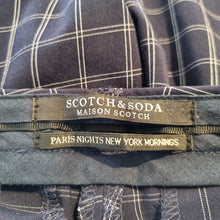 SCOTCH & SODA
MAISON SCOTCH
PARIS NIGHTS NEW YORK MORNINGS